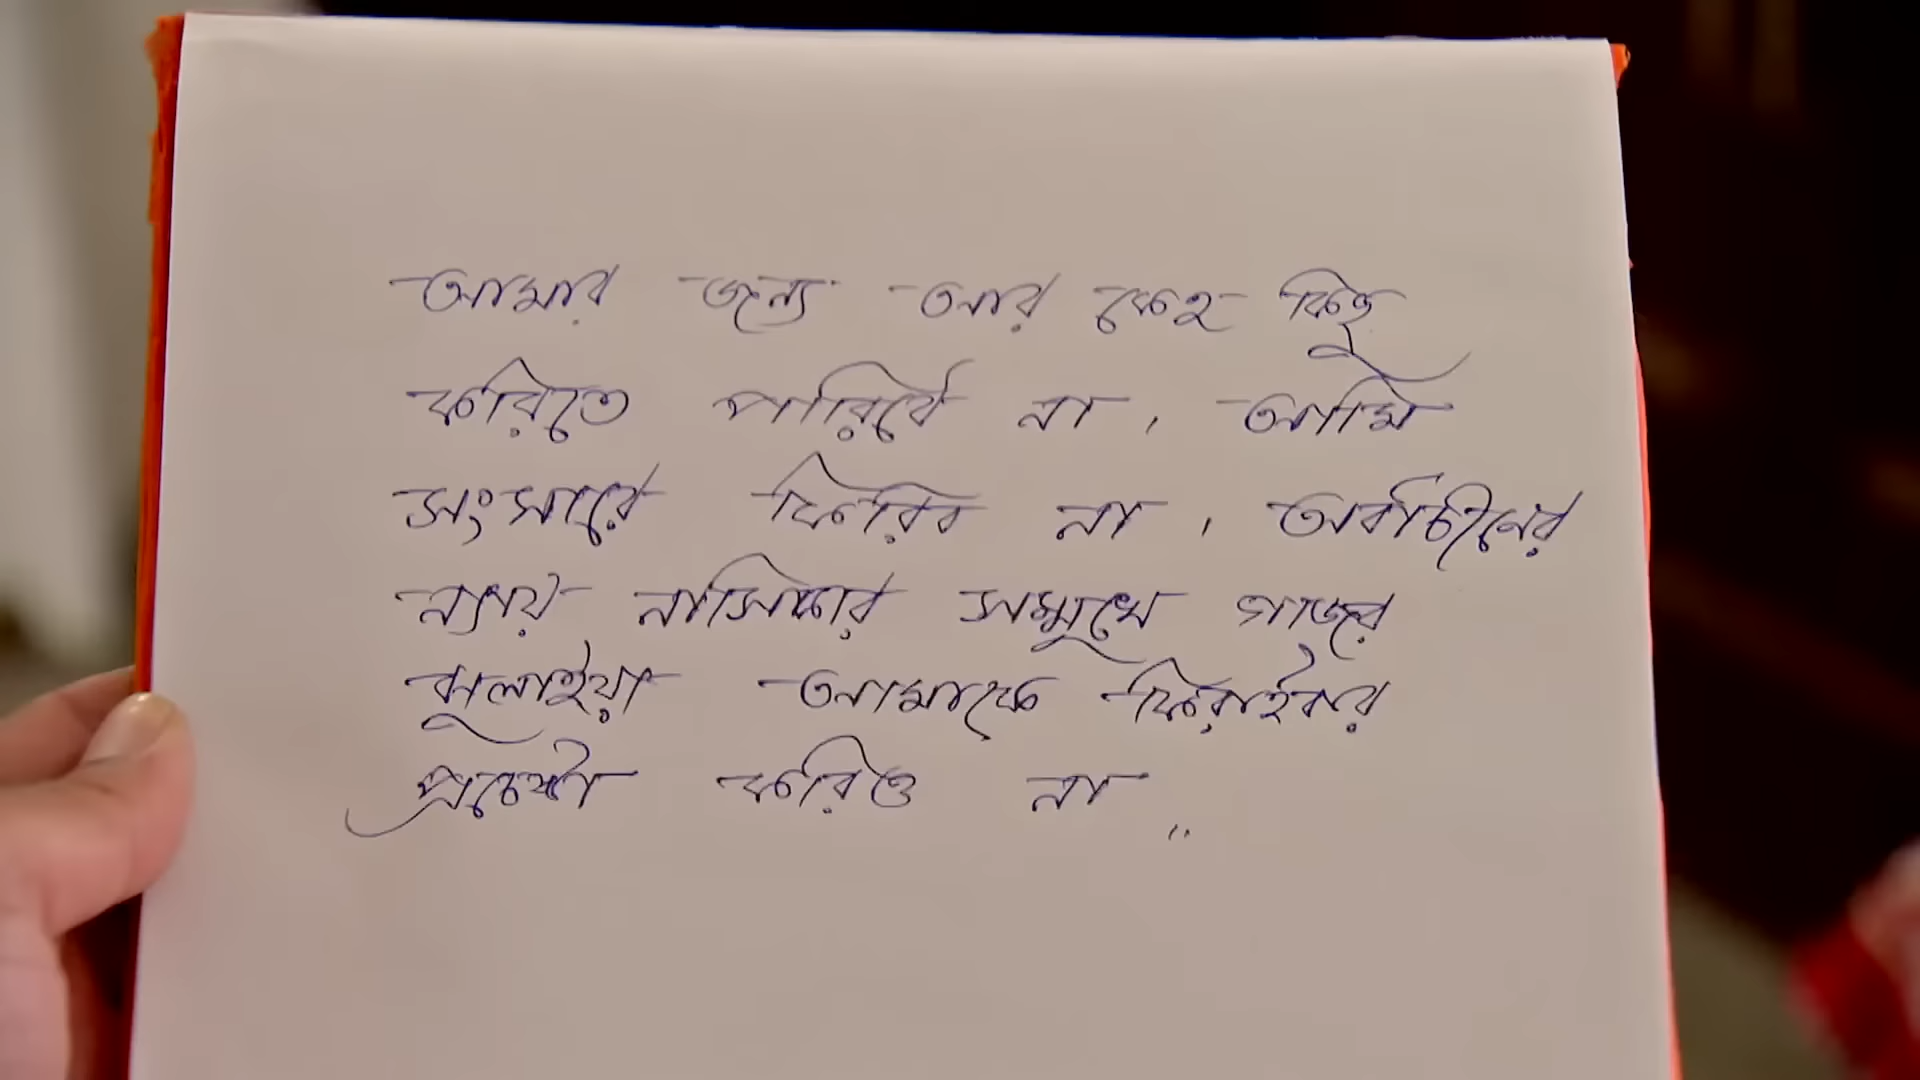 আমার জন্য আর কেহ কিছু
করিতে পারিবে না। আমি
সংসারে ফিরিব না। অর্বাচীনের
ন্যায় নাসিকার সম্মুখে গাজর
ঝুলাইয়া আমাকে ফিরাইবার
প্রচেষ্টা করিও না..